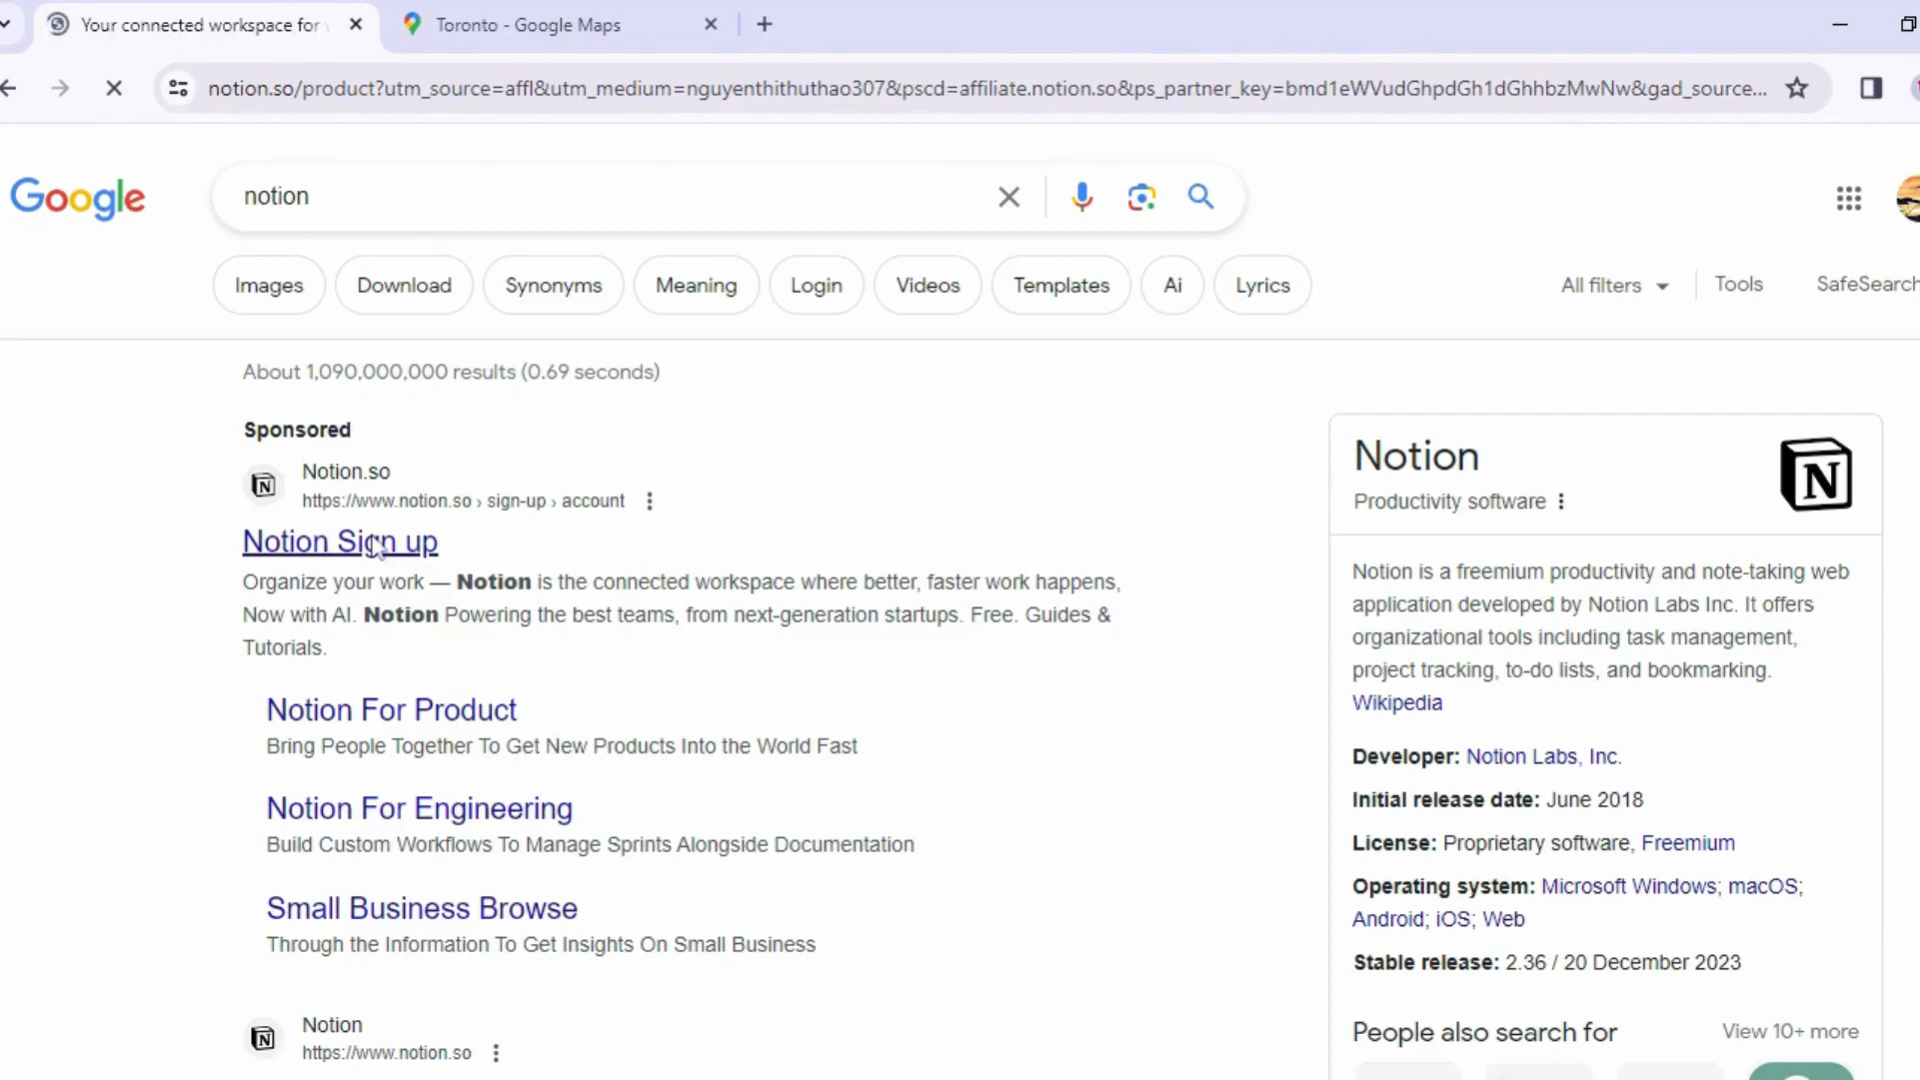 Your connected workspace for
Toronto - Google Maps
notion.so/product?utm_source=affl&utm_medium=nguyenthithuthao307&pscd=affiliate.notion.so&ps_partner_key=bmd1eWVudGhpdGh1dGhhbzMwNw&gad_source...
Google
notion
Images
Download
Synonyms
Meaning
Login
Videos
Templates
Ai
Lyrics
All filters
Tools
SafeSearch
About 1,090,000,000 results (0.69 seconds)
Sponsored
Notion.so
https://www.notion.so › sign-up › account
Notion Sign up
Organize your work — Notion is the connected workspace where better, faster work happens,
Now with AI. Notion Powering the best teams, from next-generation startups. Free. Guides &
Tutorials.
Notion For Product
Bring People Together To Get New Products Into the World Fast
Notion For Engineering
Build Custom Workflows To Manage Sprints Alongside Documentation
Small Business Browse
Through the Information To Get Insights On Small Business
Notion
https://www.notion.so
Notion
Productivity software
N
Notion is a freemium productivity and note-taking web
application developed by Notion Labs Inc. It offers
organizational tools including task management,
project tracking, to-do lists, and bookmarking.
Wikipedia
Developer: Notion Labs, Inc.
Initial release date: June 2018
License: Proprietary software, Freemium
Operating system: Microsoft Windows; macOS;
Android; iOS; Web
Stable release: 2.36 / 20 December 2023
People also search for
View 10+ more